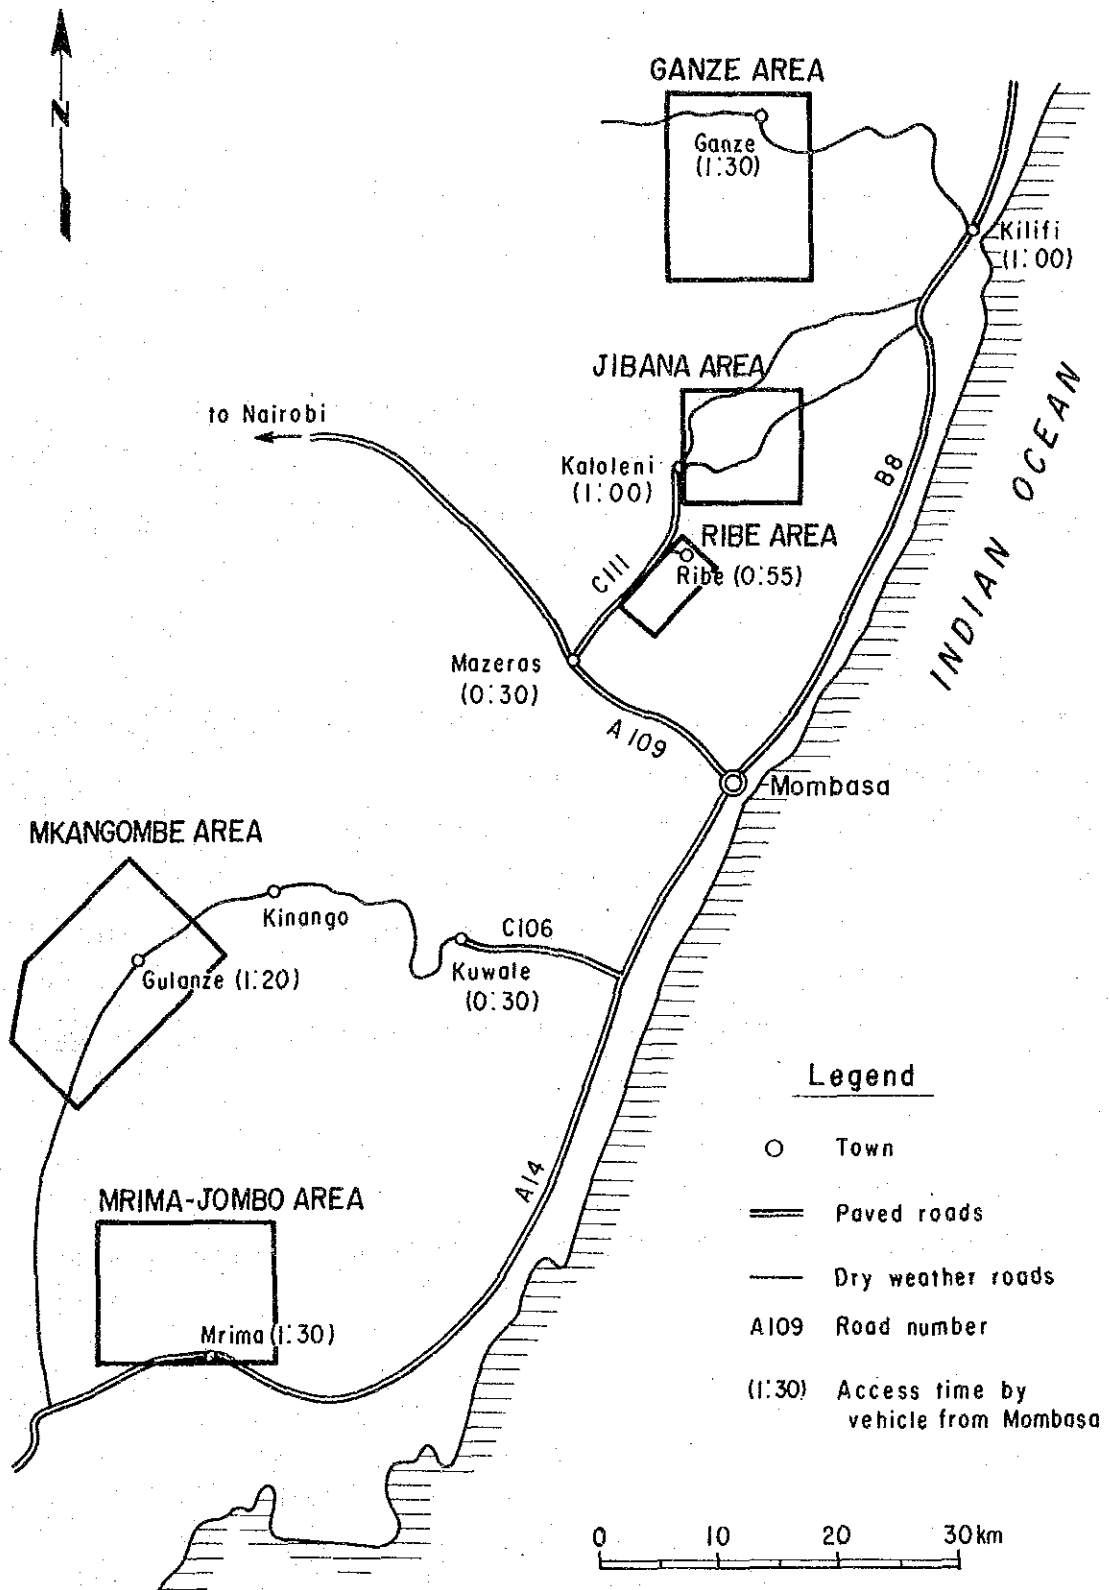 N
GANZE AREA
Ganze
(1:30)
Kilifi
(1:00)
JIBANA AREA
to Nairobi
Kaloleni
(1:00)
B8
INDIAN OCEAN
RIBE AREA
C111
Ribe (0:55)
Mazeras
(0:30)
A109
Mombasa
MKANGOMBE AREA
Kinango
C106
Gulanze (1:20)
Kuwale
(0:30)
Legend
Town
A14
MRIMA-JOMBO AREA
Paved roads
Dry weather roads
Mrima (1:30)
A109 Road number
(1:30) Access time by
vehicle from Mombasa
0 10 20 30km